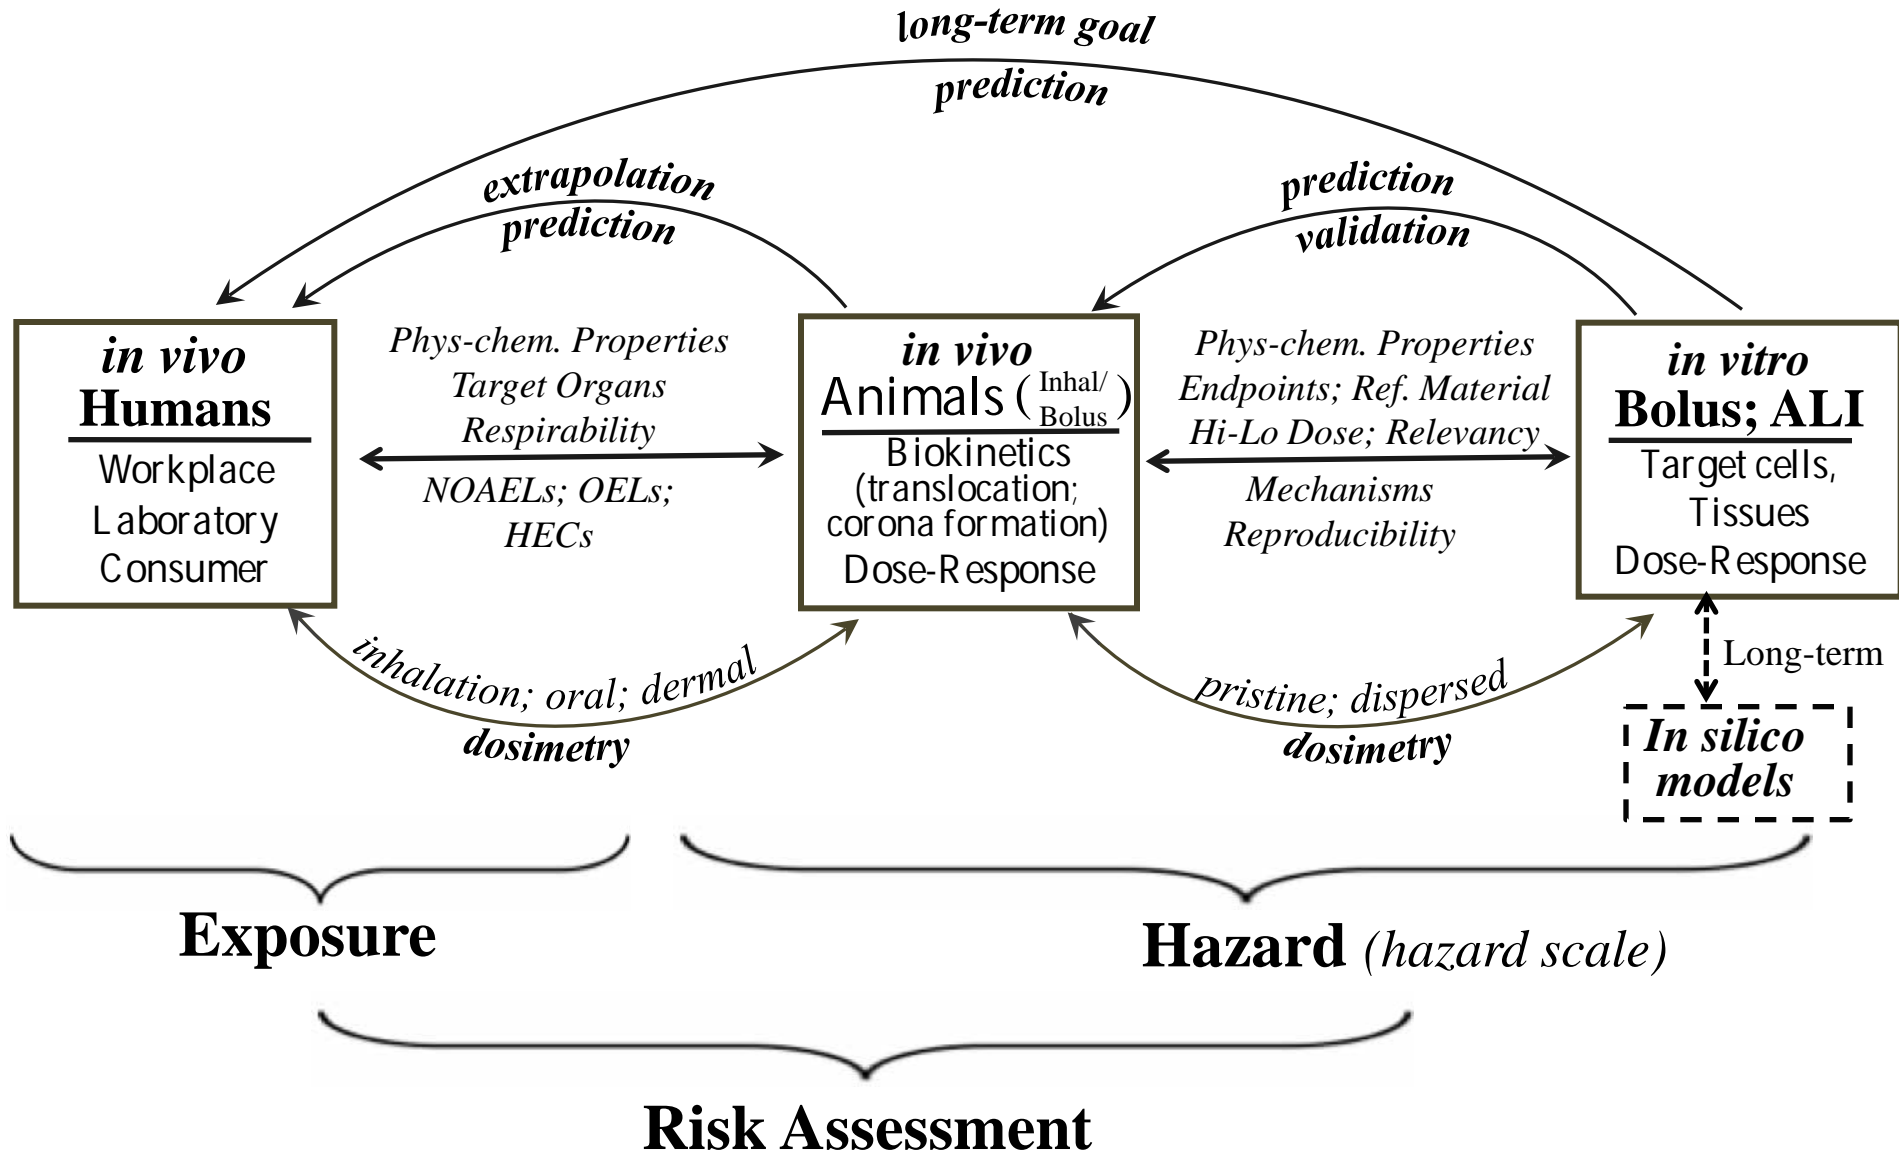 long-term goal
prediction
extrapolation
prediction
prediction
validation
in vivo
Humans
Workplace
Laboratory
Consumer
Phys-chem. Properties
Target Organs
Respirability
NOAELs; OELs;
HECs
in vivo
Animals (Inhal/
Bolus)
Biokinetics
(translocation;
corona formation)
Dose-Response
Phys-chem. Properties
Endpoints; Ref. Material
Hi-Lo Dose; Relevancy
Mechanisms
Reproducibility
in vitro
Bolus; ALI
Target cells,
Tissues
Dose-Response
inhalation; oral; dermal
dosimetry
pristine; dispersed
dosimetry
Long-term
In silico
models
Exposure
Hazard (hazard scale)
Risk Assessment